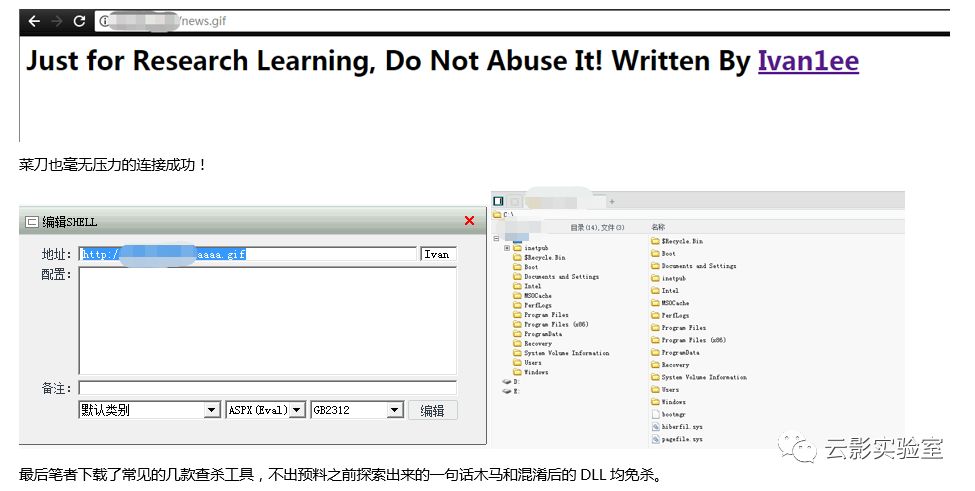 /news.gif
Just for Research Learning, Do Not Abuse It! Written By Ivan1ee
菜刀也毫无压力的连接成功！
编辑SHELL
地址： http:/ aaaa.gif Ivan
配置：
备注：
默认类别 ASPX(Eval) GB2312 编辑
C:\
目录(14),文件(3) 名称
inetpub
$Recycle.Bin
Boot
Documents and Settings
Intel
MSOCache
PerfLogs
Program Files
Program Files (x86)
ProgramData
Recovery
System Volume Information
Users
Windows
D:
E:
$Recycle.Bin
Boot
Documents and Settings
inetpub
Intel
MSOCache
PerfLogs
Program Files
Program Files (x86)
ProgramData
Recovery
System Volume Information
Users
Windows
bootmgr
hiberfil.sys
pagefile.sys
云影实验室
最后笔者下载了常见的几款查杀工具，不出预料之前探索出来的一句话木马和混淆后的 DLL 均免杀。